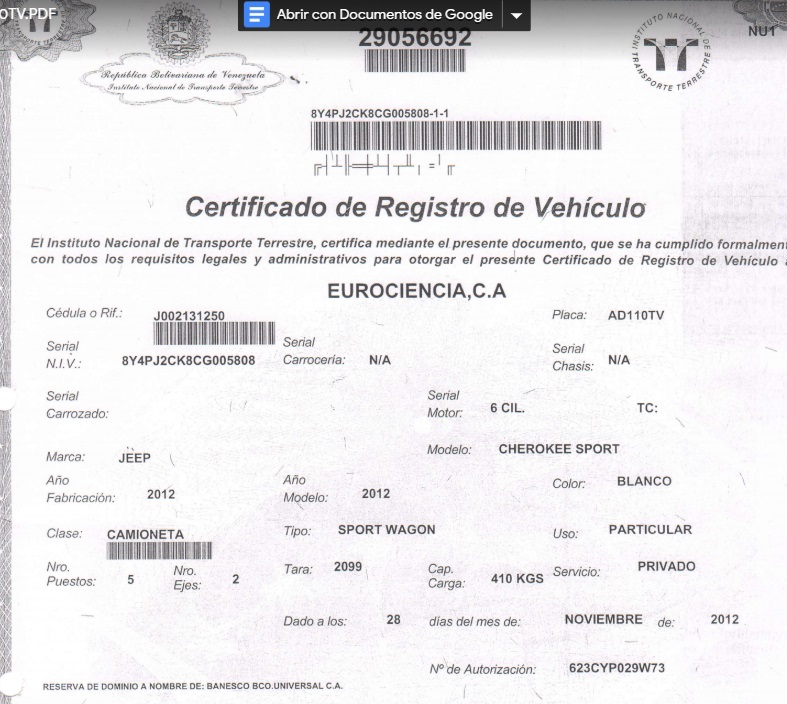 OTV.PDF
Abrir con Documentos de Google
29056692
NU1
INSTITUTO NACIONAL DE TRANSPORTE TERRESTRE
República Bolivariana de Venezuela
Instituto Nacional de Transporte Terrestre
8Y4PJ2CK8CG005808-1-1
Certificado de Registro de Vehículo
El Instituto Nacional de Transporte Terrestre, certifica mediante el presente documento, que se ha cumplido formalmen
con todos los requisitos legales y administrativos para otorgar el presente Certificado de Registro de Vehículo a
EUROCIENCIA,C.A
Cédula o Rif.: J002131250 Placa: AD110TV
Serial N.I.V.: 8Y4PJ2CK8CG005808 Serial Carrocería: N/A Serial Chasis: N/A
Serial Carrozado: Serial Motor: 6 CIL. TC:
Marca: JEEP Modelo: CHEROKEE SPORT
Año Fabricación: 2012 Año Modelo: 2012 Color: BLANCO
Clase: CAMIONETA Tipo: SPORT WAGON Uso: PARTICULAR
Nro. Puestos: 5 Nro. Ejes: 2 Tara: 2099 Cap. Carga: 410 KGS Servicio: PRIVADO
Dado a los: 28 días del mes de: NOVIEMBRE de: 2012
Nº de Autorización: 623CYP029W73
RESERVA DE DOMINIO A NOMBRE DE: BANESCO BCO.UNIVERSAL C.A.